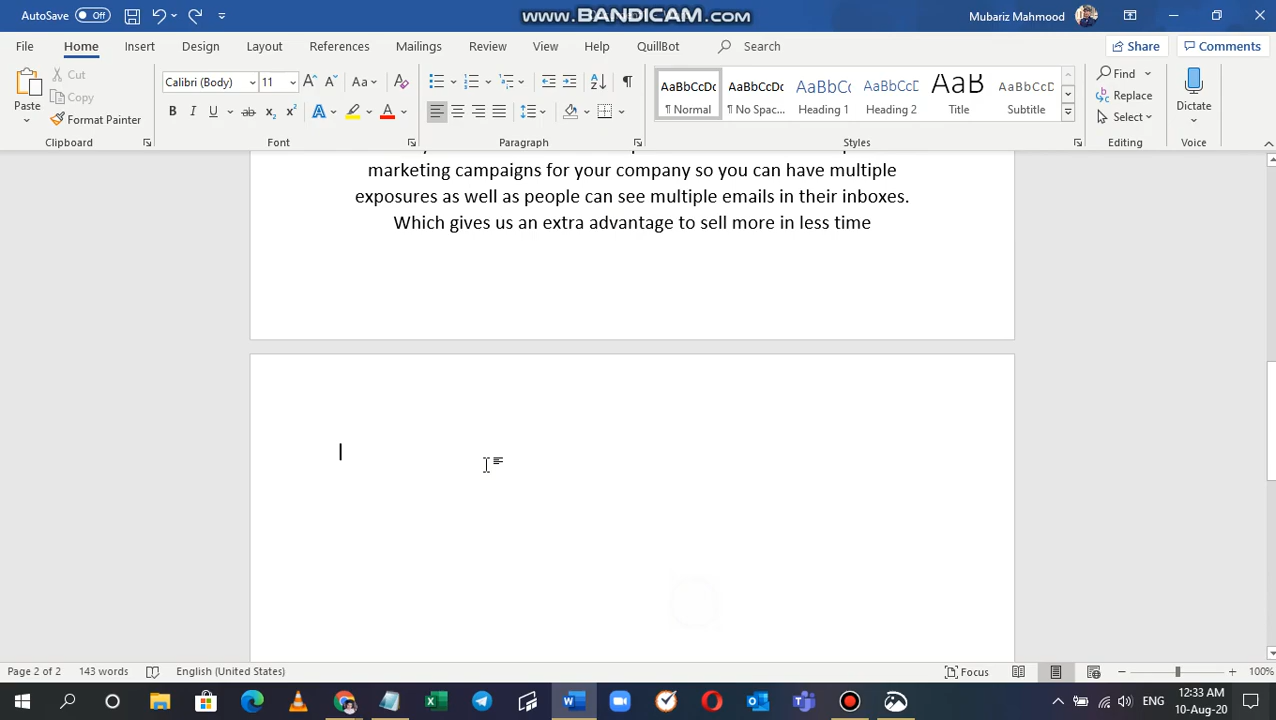 AutoSave Off
www.BANDICAM.com
Mubariz Mahmood
File Home Insert Design Layout References Mailings Review View Help QuillBot Search Share Comments
Paste
Cut
Copy
Format Painter
Calibri (Body) 11 Aa
B I U ab x₂ x² A A
AaBbCcDc AaBbCcDc AaBbCc AaBbCcC AaB AaBbCcD
¶ Normal ¶ No Spac... Heading 1 Heading 2 Title Subtitle
Find
Replace
Select
Dictate
Clipboard Font Paragraph Styles Editing Voice
marketing campaigns for your company so you can have multiple
exposures as well as people can see multiple emails in their inboxes.
Which gives us an extra advantage to sell more in less time
Page 2 of 2 143 words English (United States) Focus 100%
ENG
12:33 AM
10-Aug-20